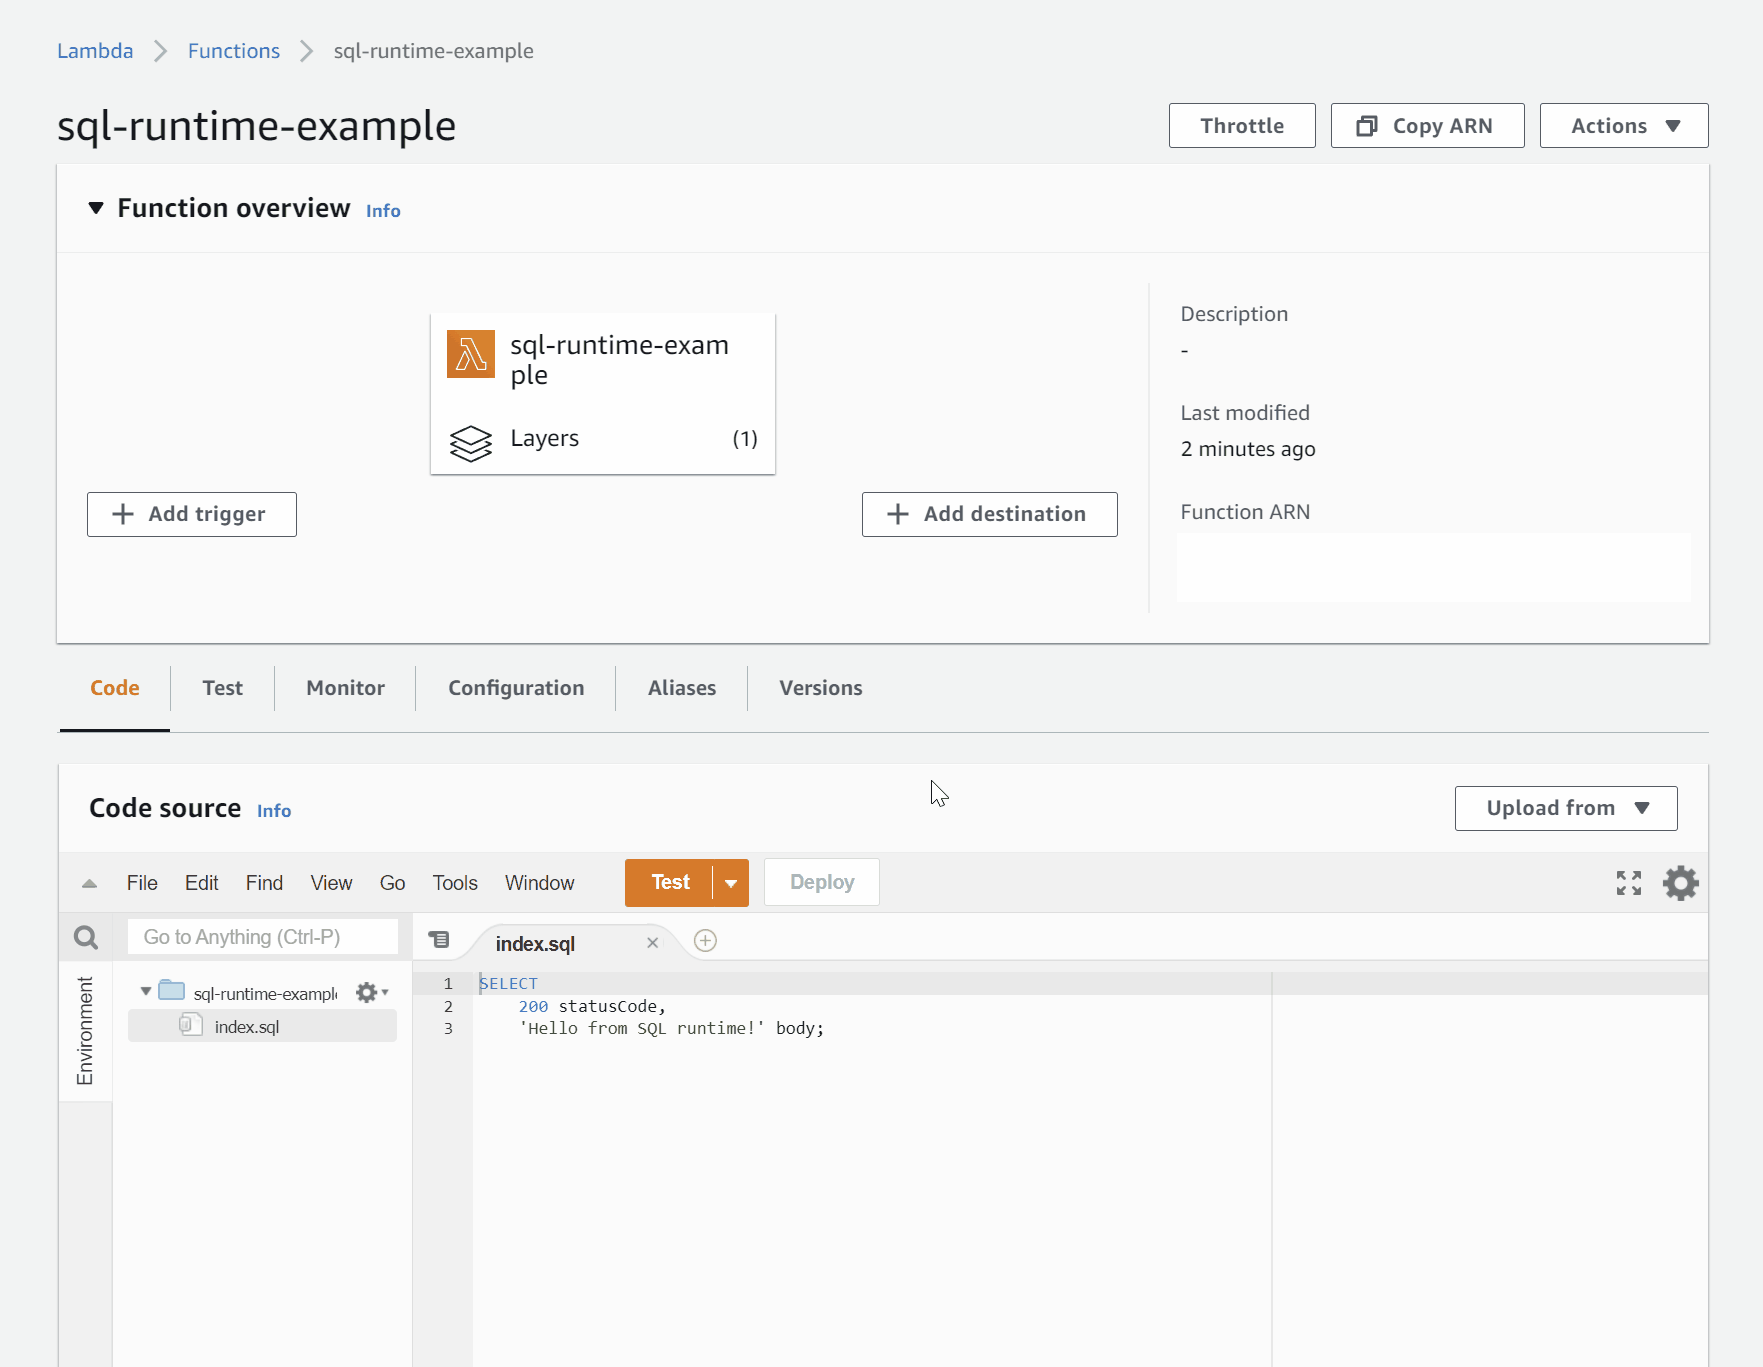 Lambda Functions sql-runtime-example
sql-runtime-example
Throttle Copy ARN Actions
Function overview Info
sql-runtime-exam
ple
Layers (1)
Add trigger
Add destination
Description
-
Last modified
2 minutes ago
Function ARN
Code Test Monitor Configuration Aliases Versions
Code source Info
Upload from
File Edit Find View Go Tools Window Test Deploy
Go to Anything (Ctrl-P)
index.sql
Environment
sql-runtime-example
index.sql
1 SELECT
2 200 statusCode,
3 'Hello from SQL runtime!' body;